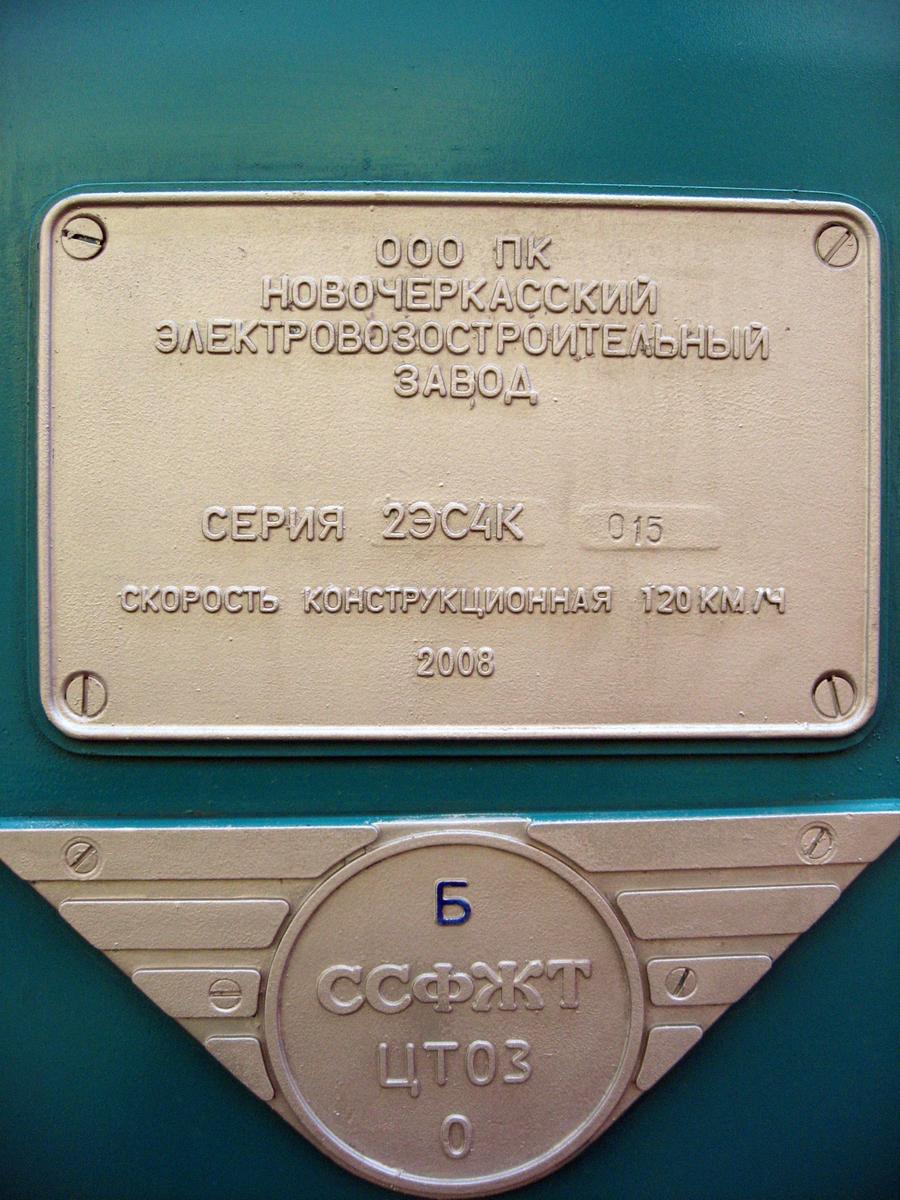 ООО ПК
НОВОЧЕРКАССКИЙ
ЭЛЕКТРОВОЗОСТРОИТЕЛЬНЫЙ
ЗАВОД
СЕРИЯ 2ЭС4К 015
СКОРОСТЬ КОНСТРУКЦИОННАЯ 120 КМ/Ч
2008
Б
ССФЖТ
ЦТ03
0